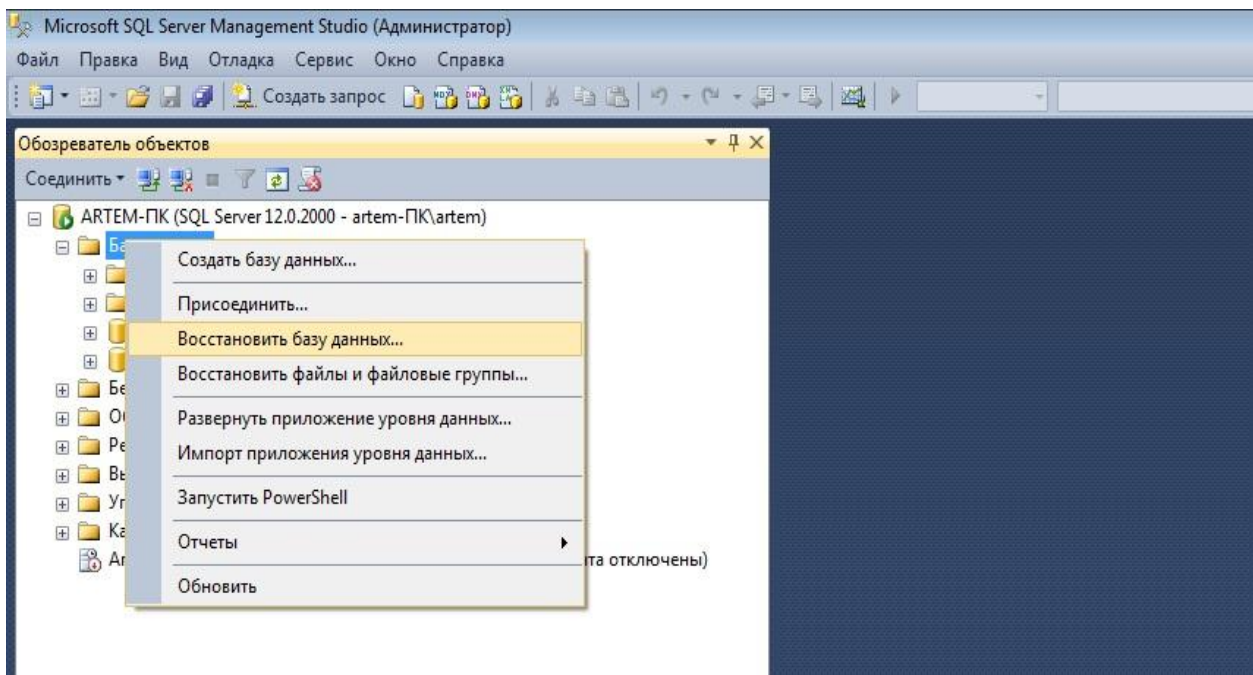 Microsoft SQL Server Management Studio (Администратор)
Файл Правка Вид Отладка Сервис Окно Справка
Создать запрос
Обозреватель объектов
Соединить
ARTEM-ПК (SQL Server 12.0.2000 - artem-ПК\artem)
Создать базу данных...
Присоединить...
Восстановить базу данных...
Восстановить файлы и файловые группы...
Развернуть приложение уровня данных...
Импорт приложения уровня данных...
Запустить PowerShell
Отчеты
отключены)
Обновить